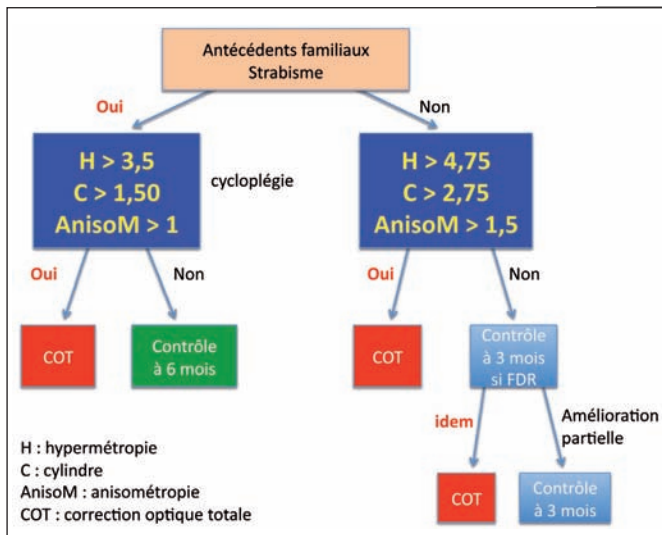 Antécédents familiaux
Strabisme
Oui
Non
H > 3,5
C > 1,50
AnisoM > 1
cycloplégie
H > 4,75
C > 2,75
AnisoM > 1,5
Oui
Non
Oui
Non
COT
Contrôle
à 6 mois
COT
Contrôle
à 3 mois
si FDR
idem
Amélioration
partielle
H : hypermétropie
C : cylindre
AnisoM : anisométropie
COT : correction optique totale
COT
Contrôle
à 3 mois